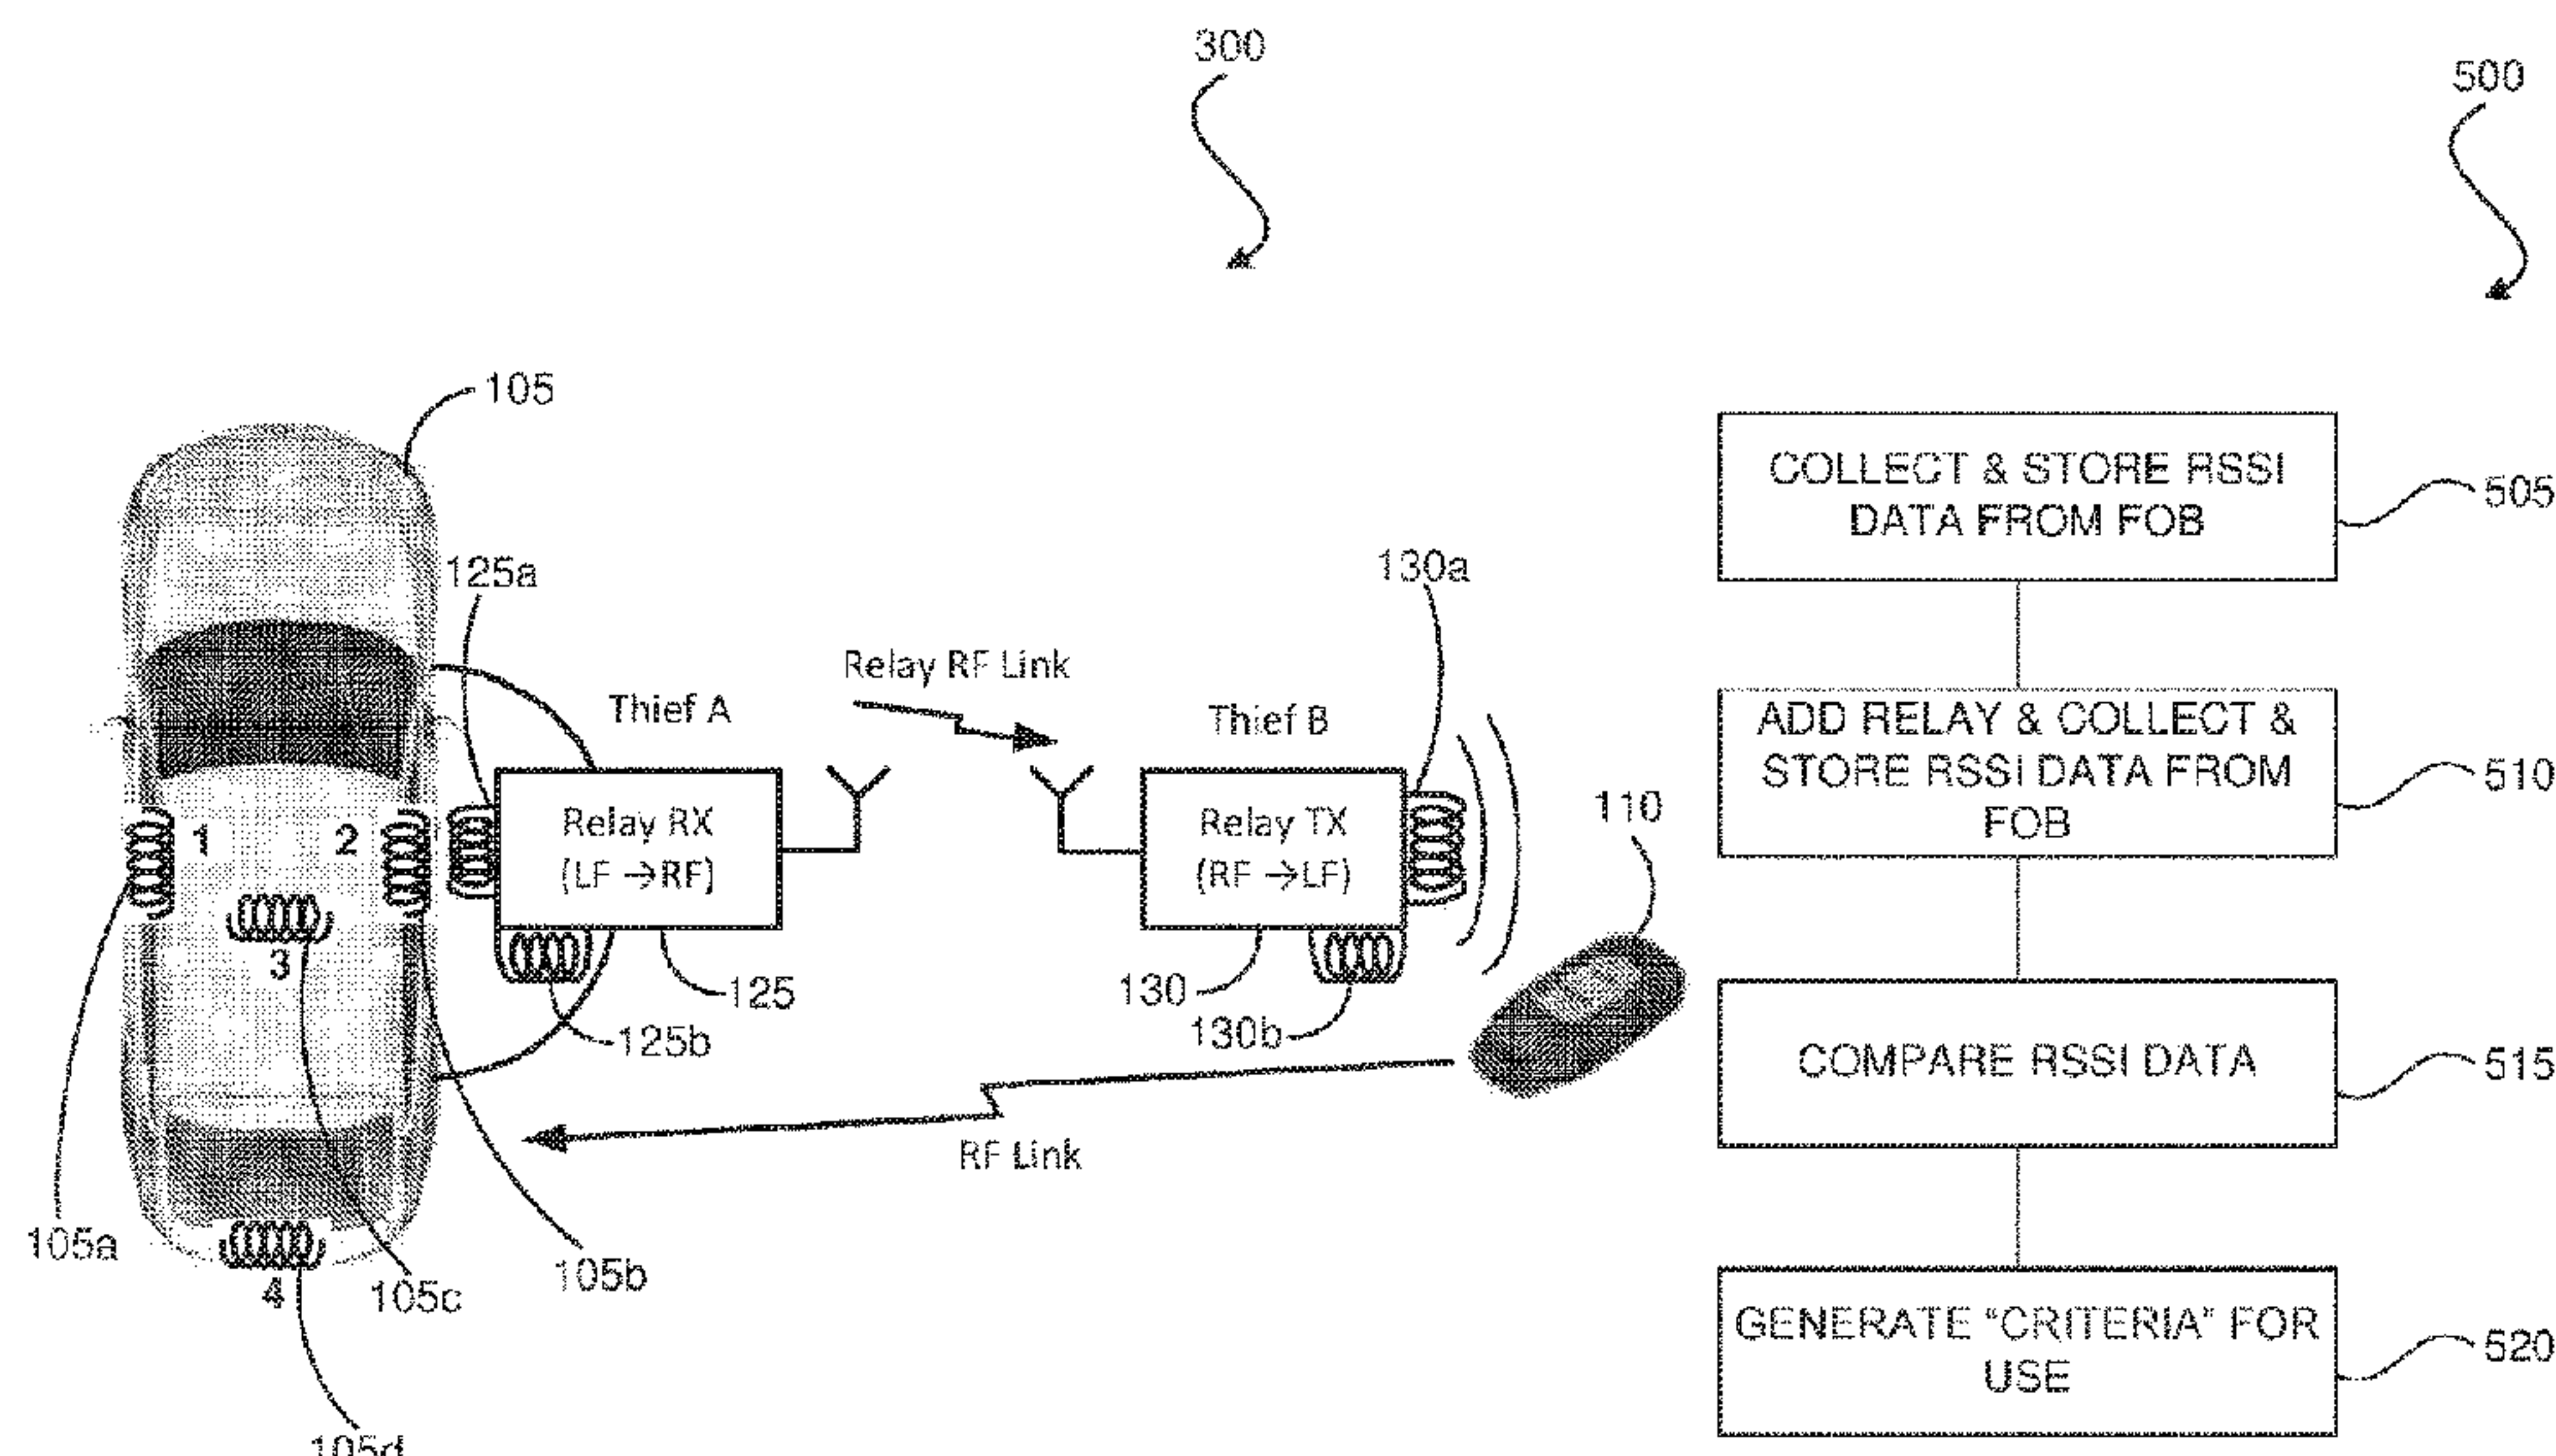 300
500
105
COLLECT & STORE RSSI
DATA FROM FOB
505
125a
130a
Relay RF Link
Thief A
Thief B
ADD RELAY & COLLECT &
STORE RSSI DATA FROM
FOB
510
Relay RX
(LF →RF)
Relay TX
(RF →LF)
110
1
2
3
125
125b
130
130b
COMPARE RSSI DATA
515
RF Link
105a
105b
105c
4
GENERATE “CRITERIA” FOR
USE
520
105d